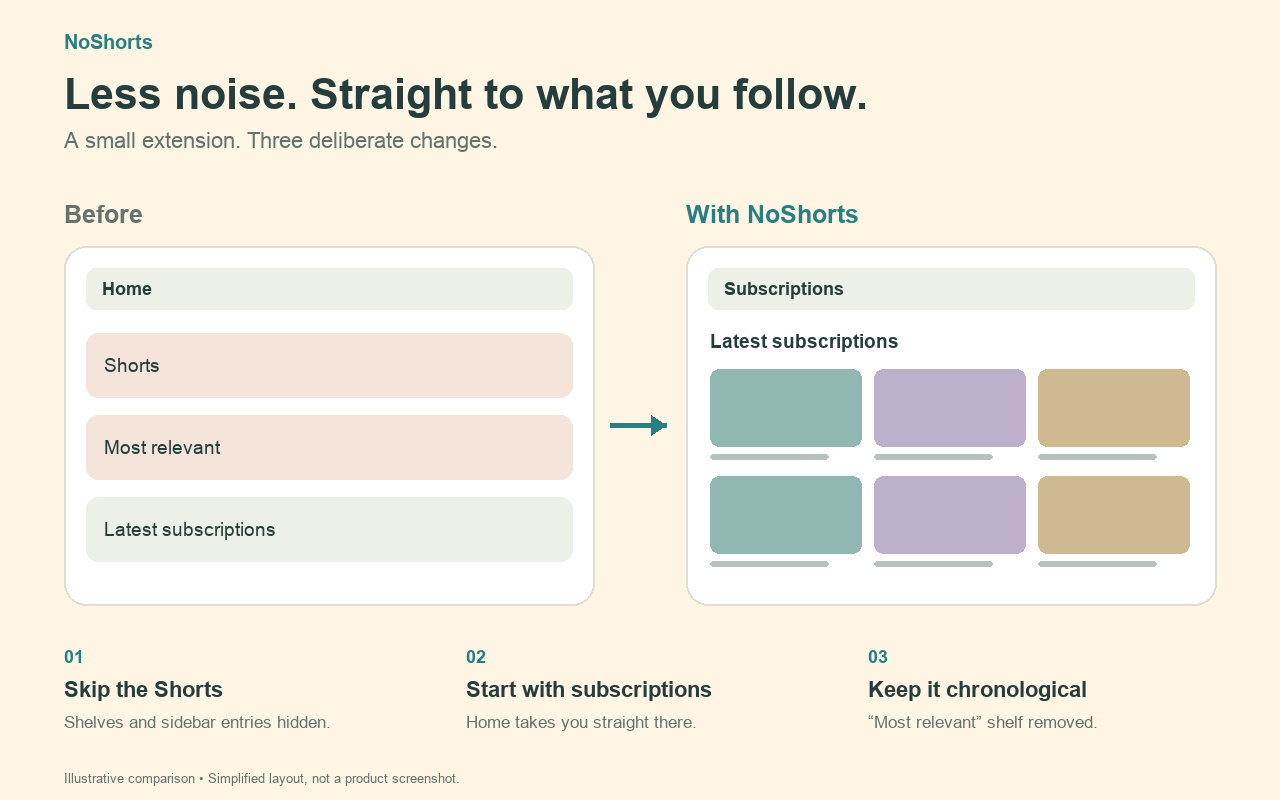 NoShorts
Less noise. Straight to what you follow.
A small extension. Three deliberate changes.
Before
Home
Shorts
Most relevant
Latest subscriptions
With NoShorts
Subscriptions
Latest subscriptions
01
Skip the Shorts
Shelves and sidebar entries hidden.
02
Start with subscriptions
Home takes you straight there.
03
Keep it chronological
“Most relevant” shelf removed.
Illustrative comparison • Simplified layout, not a product screenshot.